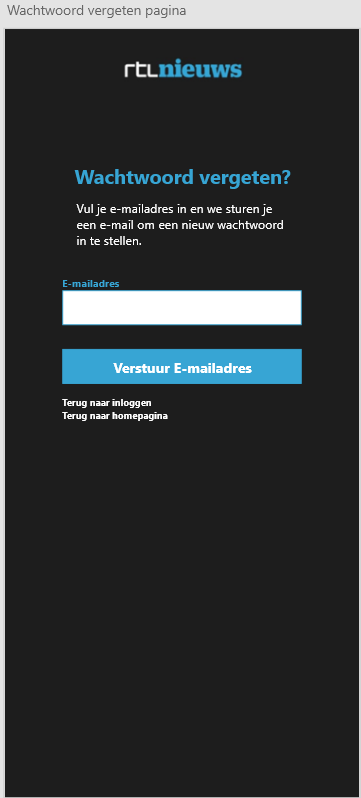 Wachtwoord vergeten pagina
rtlnieuws
Wachtwoord vergeten?
Vul je e-mailadres in en we sturen je
een e-mail om een nieuw wachtwoord
in te stellen.
E-mailadres
Verstuur E-mailadres
Terug naar inloggen
Terug naar homepagina